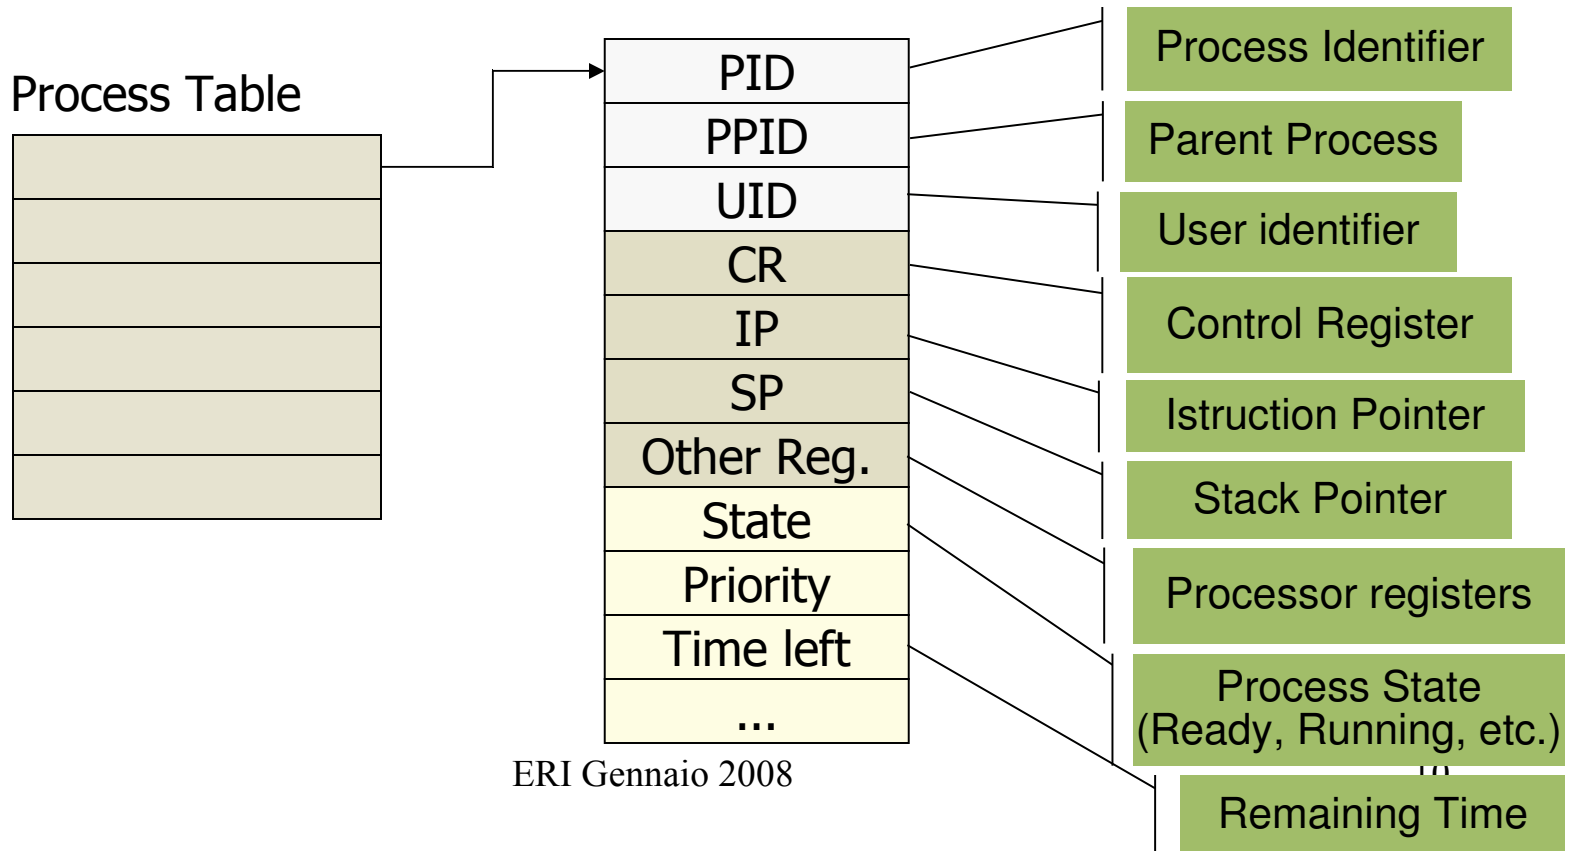 Process Table
PID
PPID
UID
CR
IP
SP
Other Reg.
State
Priority
Time left
...
Process Identifier
Parent Process
User identifier
Control Register
Istruction Pointer
Stack Pointer
Processor registers
Process State
(Ready, Running, etc.)
Remaining Time
ERI Gennaio 2008